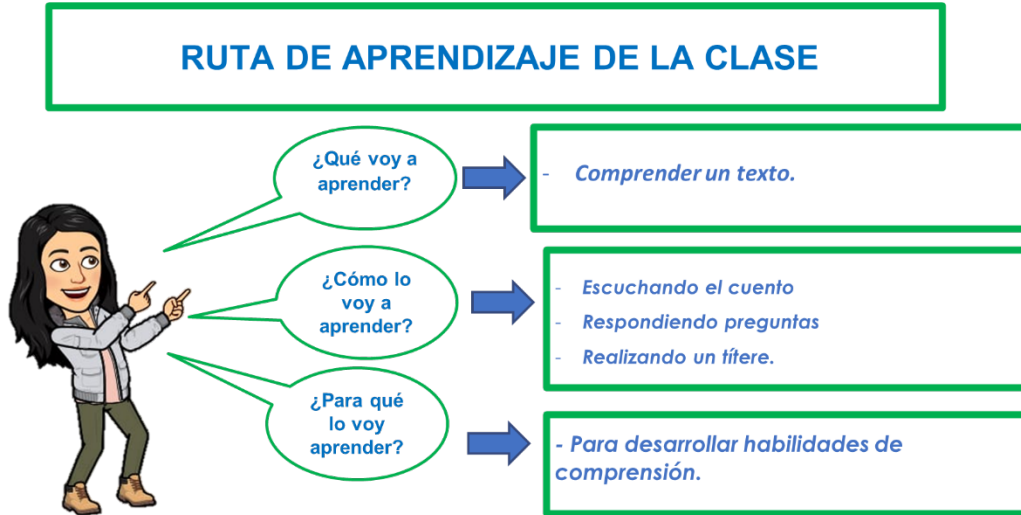 RUTA DE APRENDIZAJE DE LA CLASE
¿Qué voy a
aprender?
- Comprender un texto.
¿Cómo lo
voy a
aprender?
- Escuchando el cuento
- Respondiendo preguntas
- Realizando un títere.
¿Para qué
lo voy
aprender?
- Para desarrollar habilidades de
comprensión.